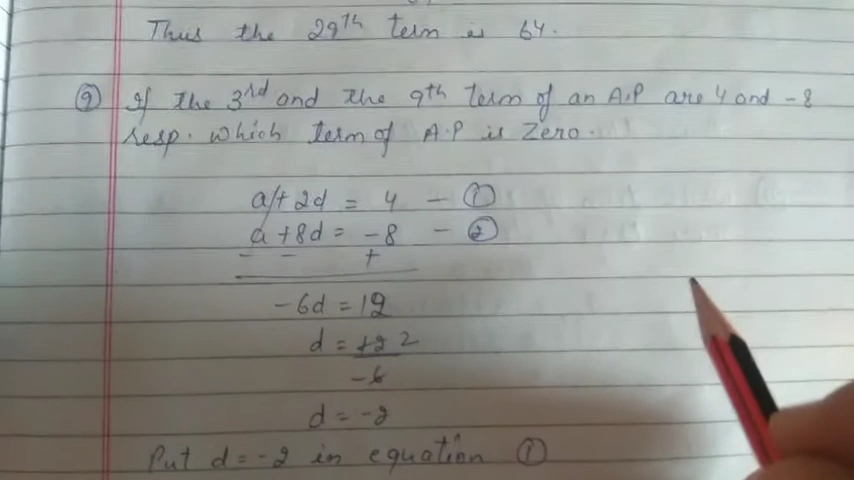 Thus the 29th term is 64.
(9) If the 3rd and the 9th term of an A.P are 4 and -8
resp. which term of A.P is Zero.
a + 2d = 4 - (1)
a + 8d = -8 - (2)
- - +
-6d = 12
d = +12 2
-6
d = -2
Put d = -2 in equation (1)